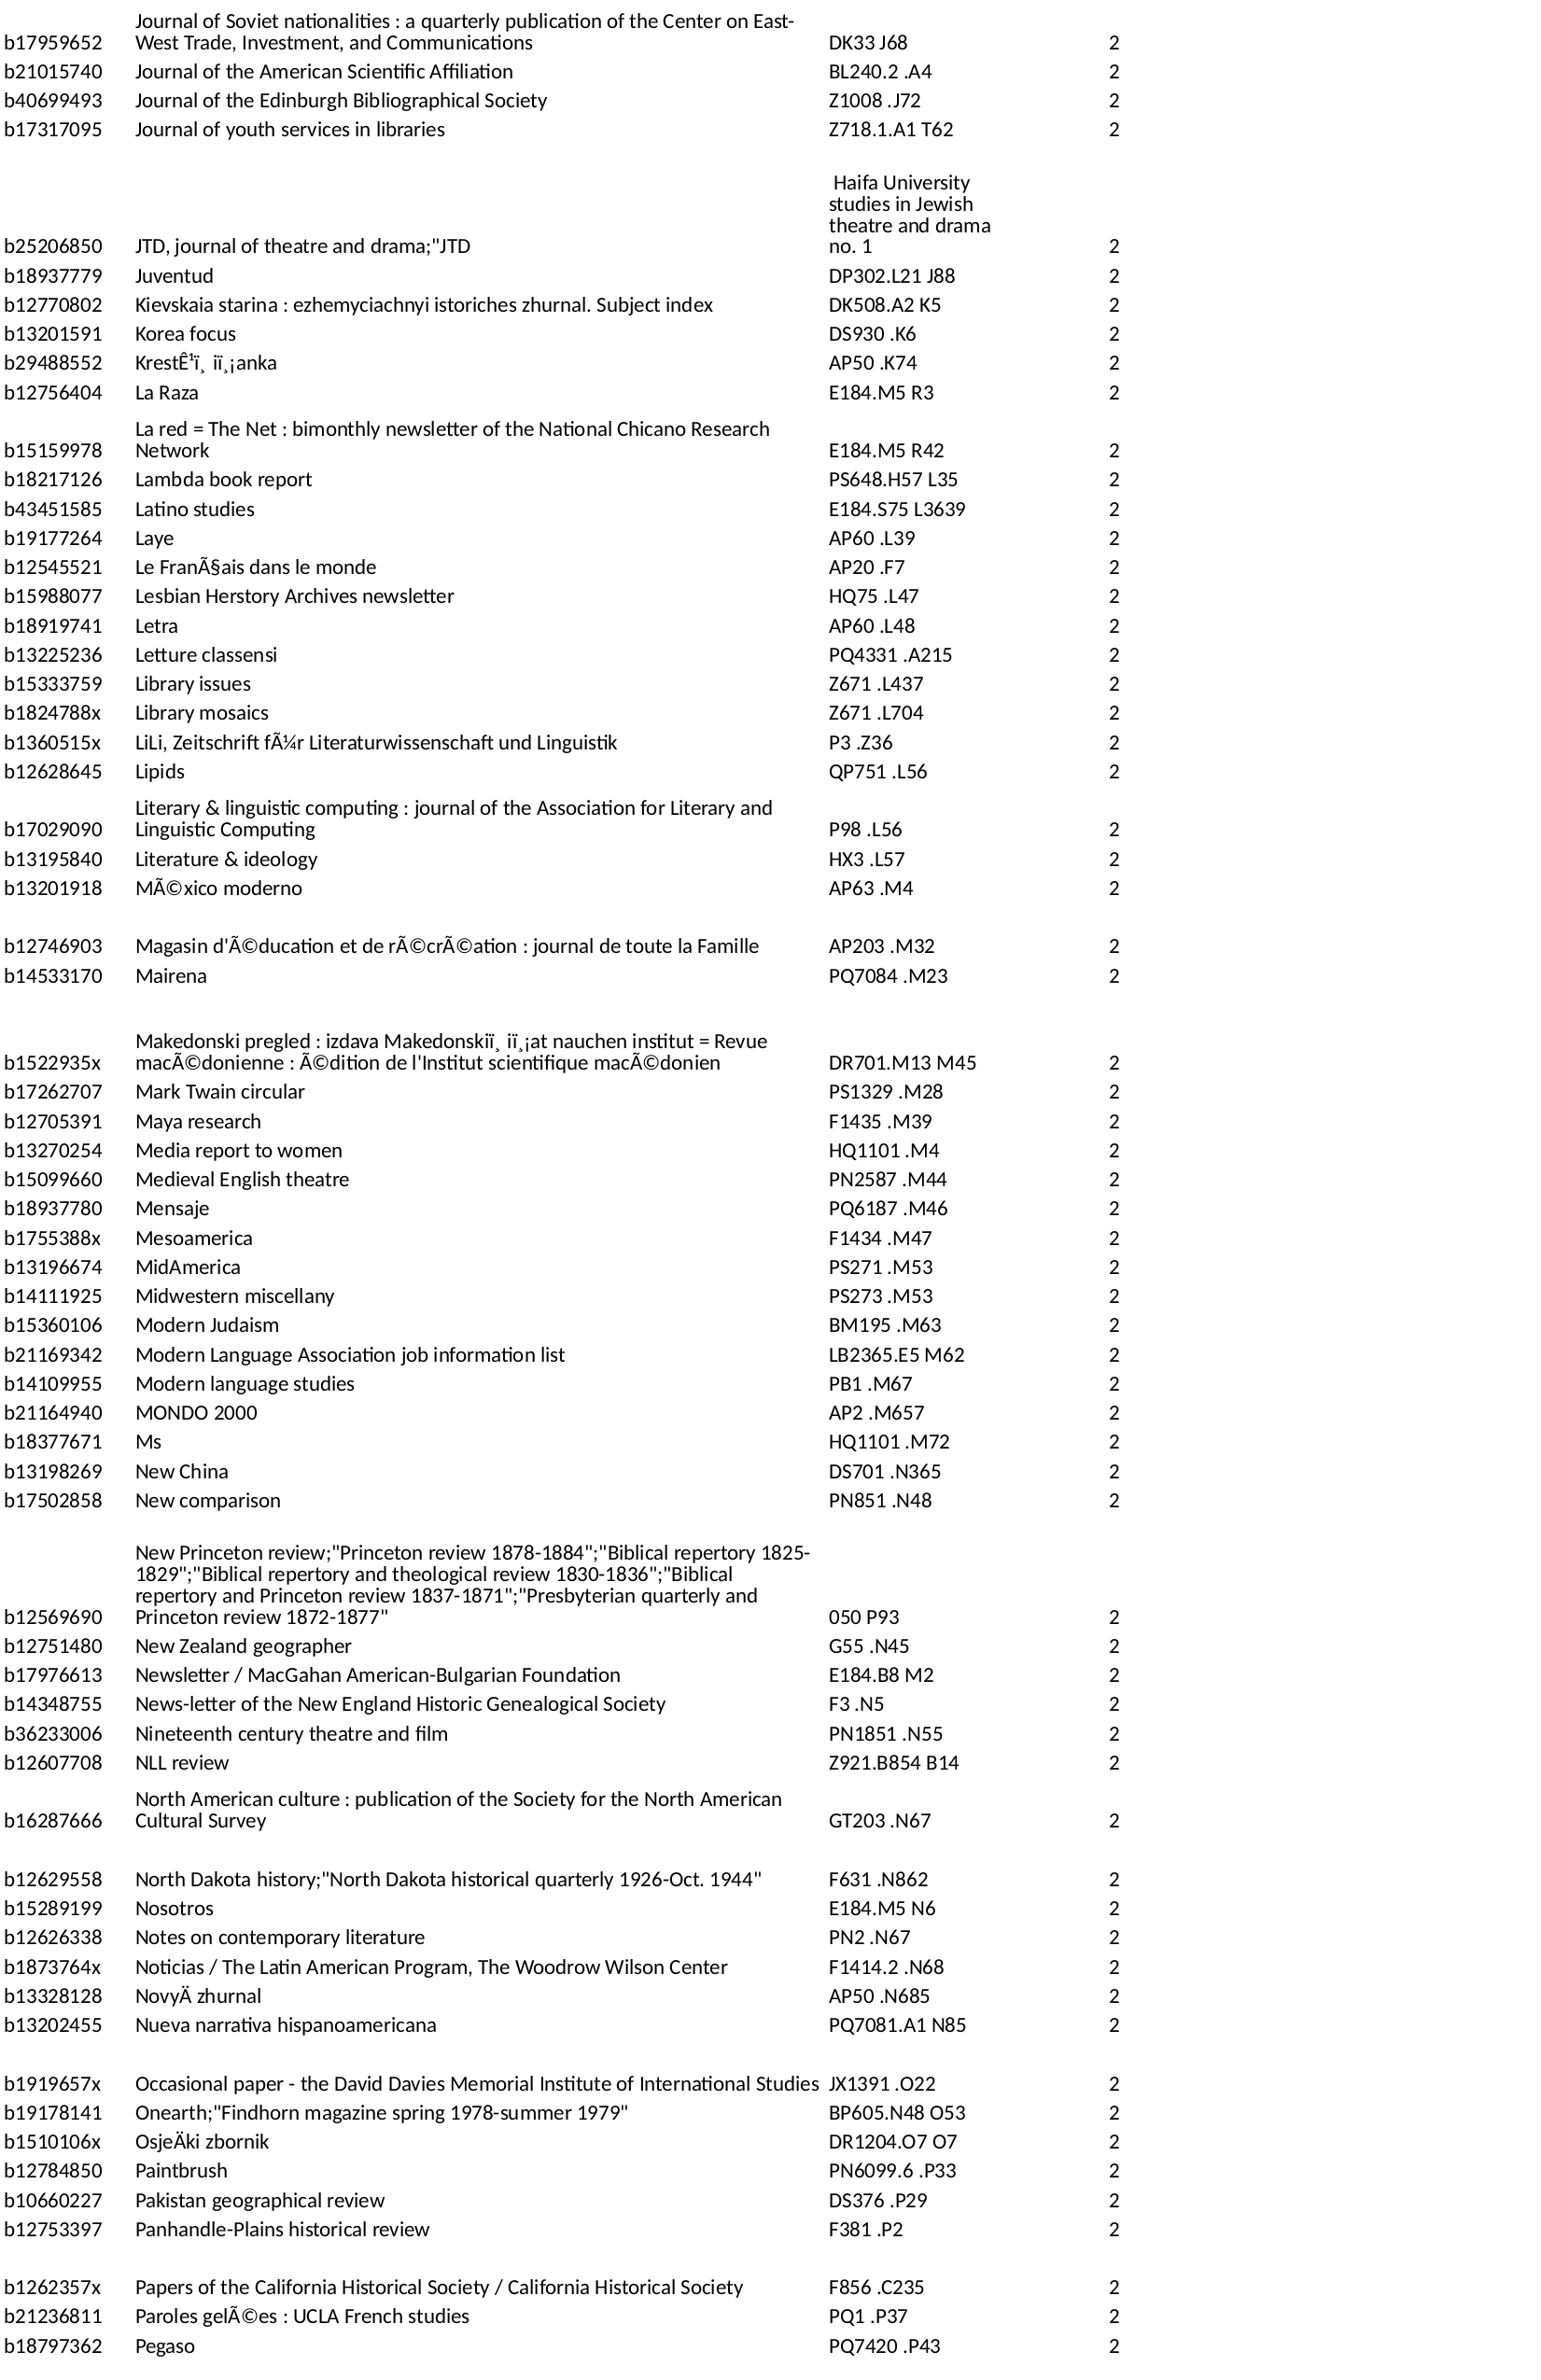 Journal of Soviet nationalities : a quarterly publication of the Center on East-
b17959652 West Trade, Investment, and Communications DK33 J68 2
b21015740 Journal of the American Scientific Affiliation BL240.2 .A4 2
b40699493 Journal of the Edinburgh Bibliographical Society Z1008 .J72 2
b17317095 Journal of youth services in libraries Z718.1.A1 T62 2
Haifa University
studies in Jewish
theatre and drama
b25206850 JTD, journal of theatre and drama;"JTD no. 1 2
b18937779 Juventud DP302.L21 J88 2
b12770802 Kievskaia starina : ezhemyciachnyi istoriches zhurnal. Subject index DK508.A2 K5 2
b13201591 Korea focus DS930 .K6 2
b29488552 KrestÊ¹ï¸ iï¸¡anka AP50 .K74 2
b12756404 La Raza E184.M5 R3 2
La red = The Net : bimonthly newsletter of the National Chicano Research
b15159978 Network E184.M5 R42 2
b18217126 Lambda book report PS648.H57 L35 2
b43451585 Latino studies E184.S75 L3639 2
b19177264 Laye AP60 .L39 2
b12545521 Le FranÃ§ais dans le monde AP20 .F7 2
b15988077 Lesbian Herstory Archives newsletter HQ75 .L47 2
b18919741 Letra AP60 .L48 2
b13225236 Letture classensi PQ4331 .A215 2
b15333759 Library issues Z671 .L437 2
b1824788x Library mosaics Z671 .L704 2
b1360515x LiLi, Zeitschrift fÃ¼r Literaturwissenschaft und Linguistik P3 .Z36 2
b12628645 Lipids QP751 .L56 2
Literary & linguistic computing : journal of the Association for Literary and
b17029090 Linguistic Computing P98 .L56 2
b13195840 Literature & ideology HX3 .L57 2
b13201918 MÃ©xico moderno AP63 .M4 2
b12746903 Magasin d'Ã©ducation et de rÃ©crÃ©ation : journal de toute la Famille AP203 .M32 2
b14533170 Mairena PQ7084 .M23 2
Makedonski pregled : izdava Makedonskiï¸ iï¸¡at nauchen institut = Revue
b1522935x macÃ©donienne : Ã©dition de l'Institut scientifique macÃ©donien DR701.M13 M45 2
b17262707 Mark Twain circular PS1329 .M28 2
b12705391 Maya research F1435 .M39 2
b13270254 Media report to women HQ1101 .M4 2
b15099660 Medieval English theatre PN2587 .M44 2
b18937780 Mensaje PQ6187 .M46 2
b1755388x Mesoamerica F1434 .M47 2
b13196674 MidAmerica PS271 .M53 2
b14111925 Midwestern miscellany PS273 .M53 2
b15360106 Modern Judaism BM195 .M63 2
b21169342 Modern Language Association job information list LB2365.E5 M62 2
b14109955 Modern language studies PB1 .M67 2
b21164940 MONDO 2000 AP2 .M657 2
b18377671 Ms HQ1101 .M72 2
b13198269 New China DS701 .N365 2
b17502858 New comparison PN851 .N48 2
New Princeton review;"Princeton review 1878-1884";"Biblical repertory 1825-
1829";"Biblical repertory and theological review 1830-1836";"Biblical
repertory and Princeton review 1837-1871";"Presbyterian quarterly and
b12569690 Princeton review 1872-1877" 050 P93 2
b12751480 New Zealand geographer G55 .N45 2
b17976613 Newsletter / MacGahan American-Bulgarian Foundation E184.B8 M2 2
b14348755 News-letter of the New England Historic Genealogical Society F3 .N5 2
b36233006 Nineteenth century theatre and film PN1851 .N55 2
b12607708 NLL review Z921.B854 B14 2
North American culture : publication of the Society for the North American
b16287666 Cultural Survey GT203 .N67 2
b12629558 North Dakota history;"North Dakota historical quarterly 1926-Oct. 1944" F631 .N862 2
b15289199 Nosotros E184.M5 N6 2
b12626338 Notes on contemporary literature PN2 .N67 2
b1873764x Noticias / The Latin American Program, The Woodrow Wilson Center F1414.2 .N68 2
b13328128 NovyÄ zhurnal AP50 .N685 2
b13202455 Nueva narrativa hispanoamericana PQ7081.A1 N85 2
b1919657x Occasional paper - the David Davies Memorial Institute of International Studies JX1391 .O22 2
b19178141 Onearth;"Findhorn magazine spring 1978-summer 1979" BP605.N48 O53 2
b1510106x OsjeÄki zbornik DR1204.O7 O7 2
b12784850 Paintbrush PN6099.6 .P33 2
b10660227 Pakistan geographical review DS376 .P29 2
b12753397 Panhandle-Plains historical review F381 .P2 2
b1262357x Papers of the California Historical Society / California Historical Society F856 .C235 2
b21236811 Paroles gelÃ©es : UCLA French studies PQ1 .P37 2
b18797362 Pegaso PQ7420 .P43 2